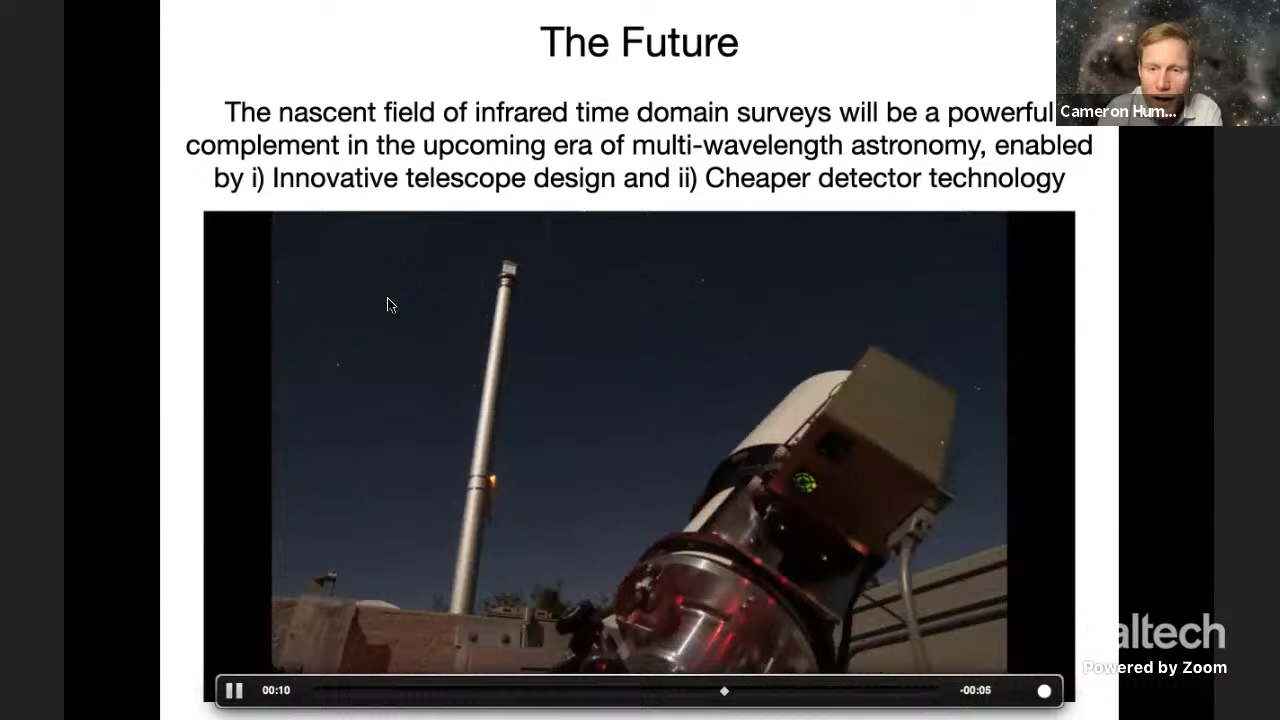 The Future
The nascent field of infrared time domain surveys will be a powerful
complement in the upcoming era of multi-wavelength astronomy, enabled
by i) Innovative telescope design and ii) Cheaper detector technology
Cameron Hum...
00:10
-00:05
altech
Powered by Zoom